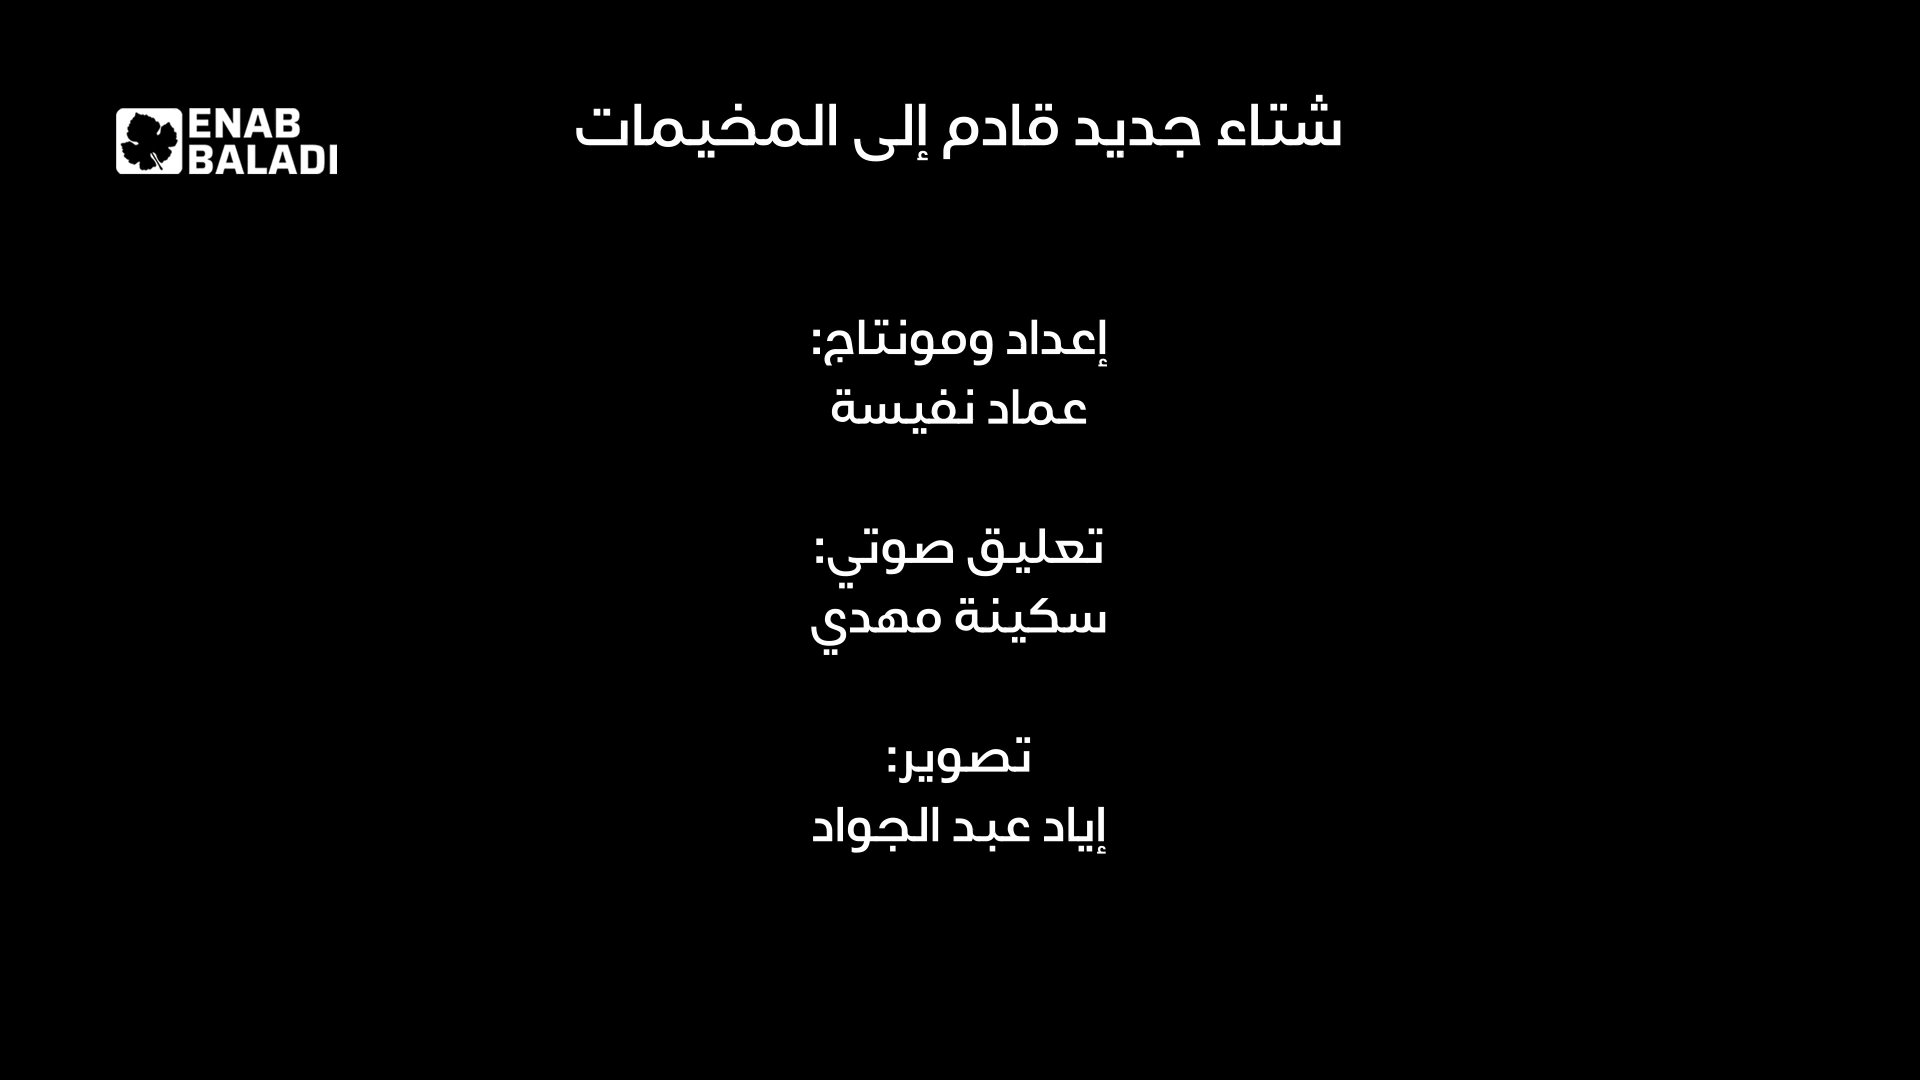 ENAB
BALADI
شتاء جديد قادم إلى المخيمات
إعداد ومونتاج:
عماد نفيسة
تعليق صوتي:
سكينة مهدي
تصوير:
إياد عبد الجواد